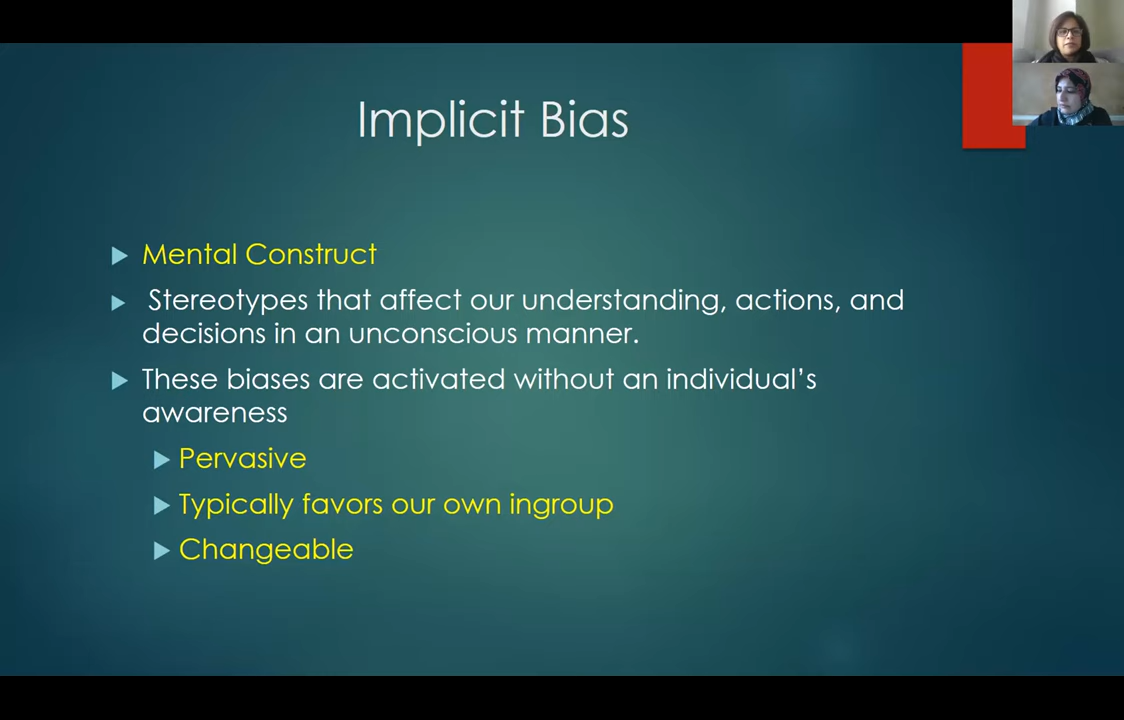 Implicit Bias
Mental Construct
Stereotypes that affect our understanding, actions, and
decisions in an unconscious manner.
These biases are activated without an individual’s
awareness
Pervasive
Typically favors our own ingroup
Changeable